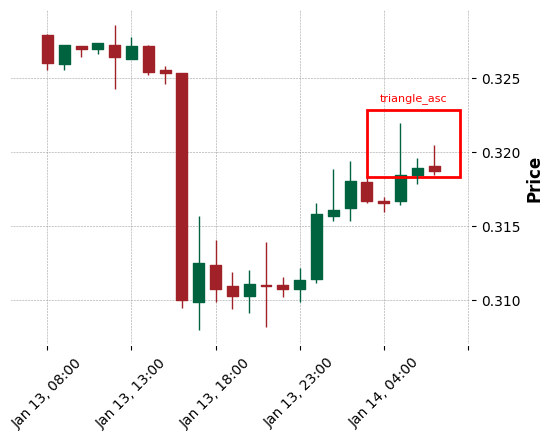 triangle_asc
0.325
0.320
0.315
0.310
Price
Jan 13, 08:00
Jan 13, 13:00
Jan 13, 18:00
Jan 13, 23:00
Jan 14, 04:00